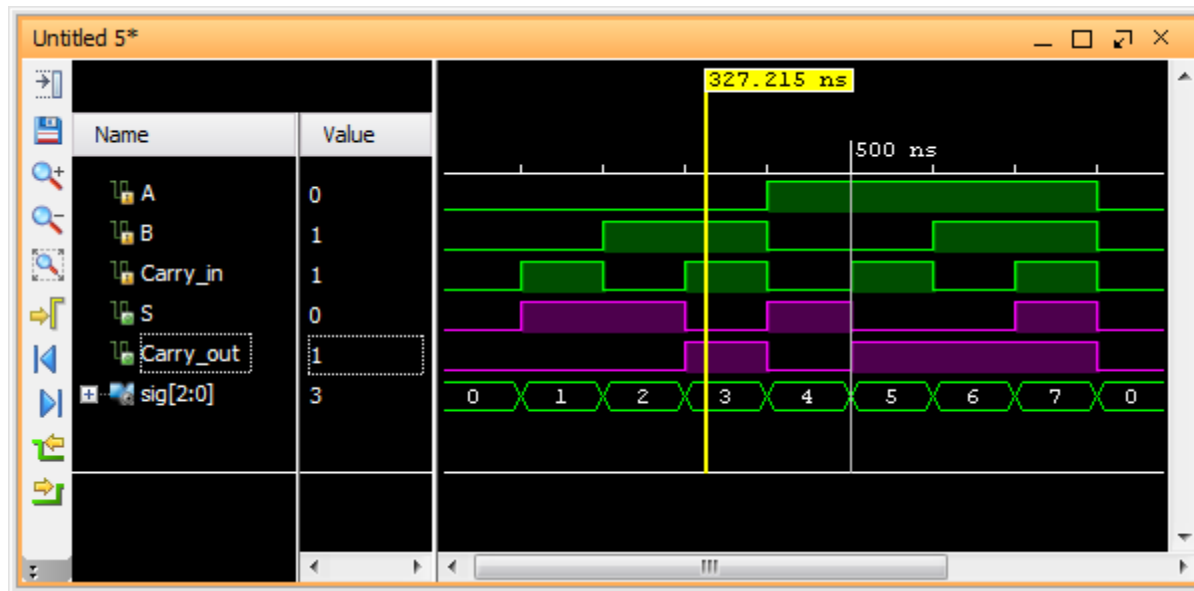 Untitled 5*
327.215 ns
Name Value
500 ns
A 0
B 1
Carry_in 1
S 0
Carry_out 1
sig[2:0] 3 0 1 2 3 4 5 6 7 0